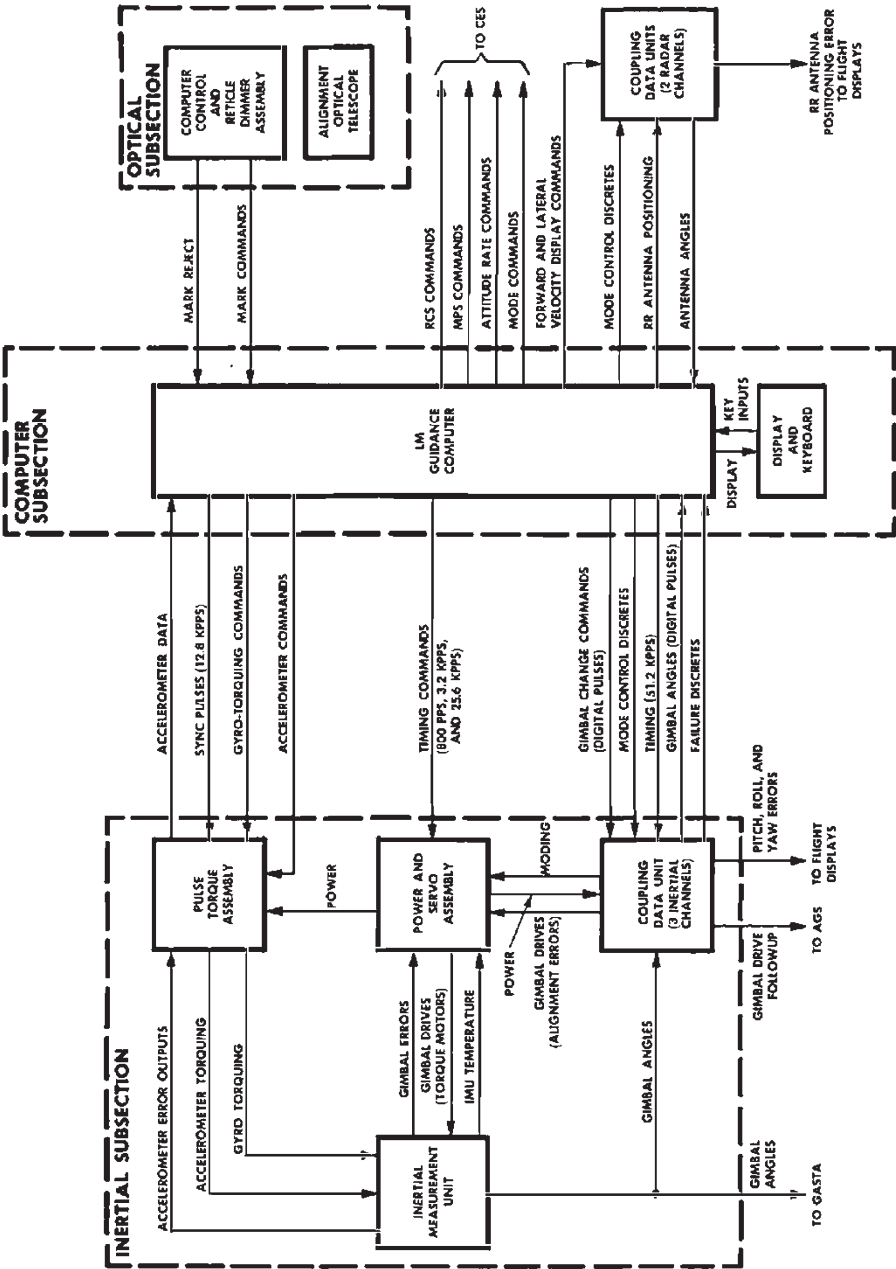 INERTIAL SUBSECTION
ACCELEROMETER ERROR OUTPUTS
ACCELEROMETER TORQUING
GYRO TORQUING
PULSE
TORQUE
ASSEMBLY
POWER
INERTIAL
MEASUREMENT
UNIT
GIMBAL ERRORS
GIMBAL DRIVES
(TORQUE MOTORS)
IMU TEMPERATURE
POWER AND
SERVO
ASSEMBLY
MODING
POWER
GIMBAL DRIVES
(ALIGNMENT ERRORS)
GIMBAL ANGLES
COUPLING
DATA UNIT
(3 INERTIAL
CHANNELS)
GIMBAL
ANGLES
TO GASTA
GIMBAL DRIVE
FOLLOWUP
TO AGS
PITCH, ROLL, AND
YAW ERRORS
TO FLIGHT
DISPLAYS
ACCELEROMETER DATA
SYNC PULSES (12.8 KPPS)
GYRO-TORQUING COMMANDS
ACCELEROMETER COMMANDS
TIMING COMMANDS
(800 PPS, 3.2 KPPS,
AND 25.6 KPPS)
GIMBAL CHANGE COMMANDS
(DIGITAL PULSES)
MODE CONTROL DISCRETES
TIMING (51.2 KPPS)
GIMBAL ANGLES (DIGITAL PULSES)
FAILURE DISCRETES
COMPUTER
SUBSECTION
LM
GUIDANCE
COMPUTER
DISPLAY
KEY
INPUTS
DISPLAY
AND
KEYBOARD
MARK REJECT
MARK COMMANDS
RCS COMMANDS
MPS COMMANDS
ATTITUDE RATE COMMANDS
MODE COMMANDS
TO CES
FORWARD AND LATERAL
VELOCITY DISPLAY COMMANDS
MODE CONTROL DISCRETES
RR ANTENNA POSITIONING
ANTENNA ANGLES
OPTICAL
SUBSECTION
COMPUTER
CONTROL
AND
RETICLE
DIMMER
ASSEMBLY
ALIGNMENT
OPTICAL
TELESCOPE
COUPLING
DATA UNITS
(2 RADAR
CHANNELS)
RR ANTENNA
POSITIONING ERROR
TO FLIGHT
DISPLAYS